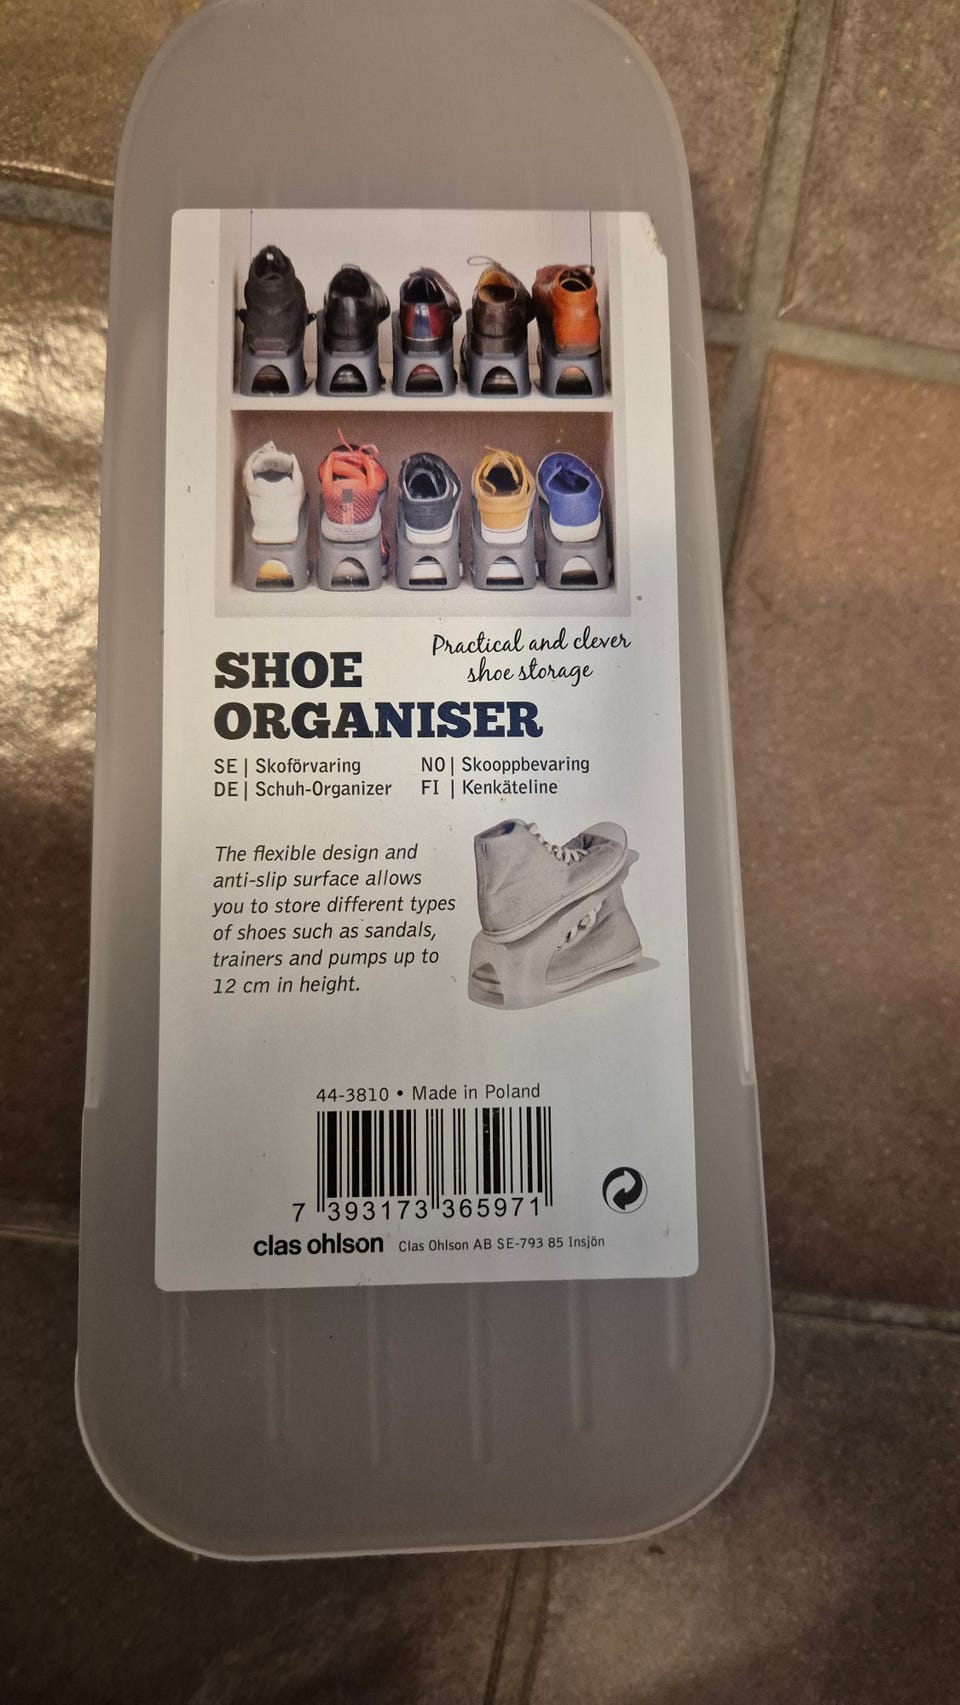 Practical and clever
shoe storage
SHOE
ORGANISER
SE | Skoförvaring
NO | Skooppbevaring
DE | Schuh-Organizer
FI | Kenkäteline
The flexible design and
anti-slip surface allows
you to store different types
of shoes such as sandals,
trainers and pumps up to
12 cm in height.
44-3810 • Made in Poland
7 393173 365971
clas ohlson Clas Ohlson AB SE-793 85 Insjön